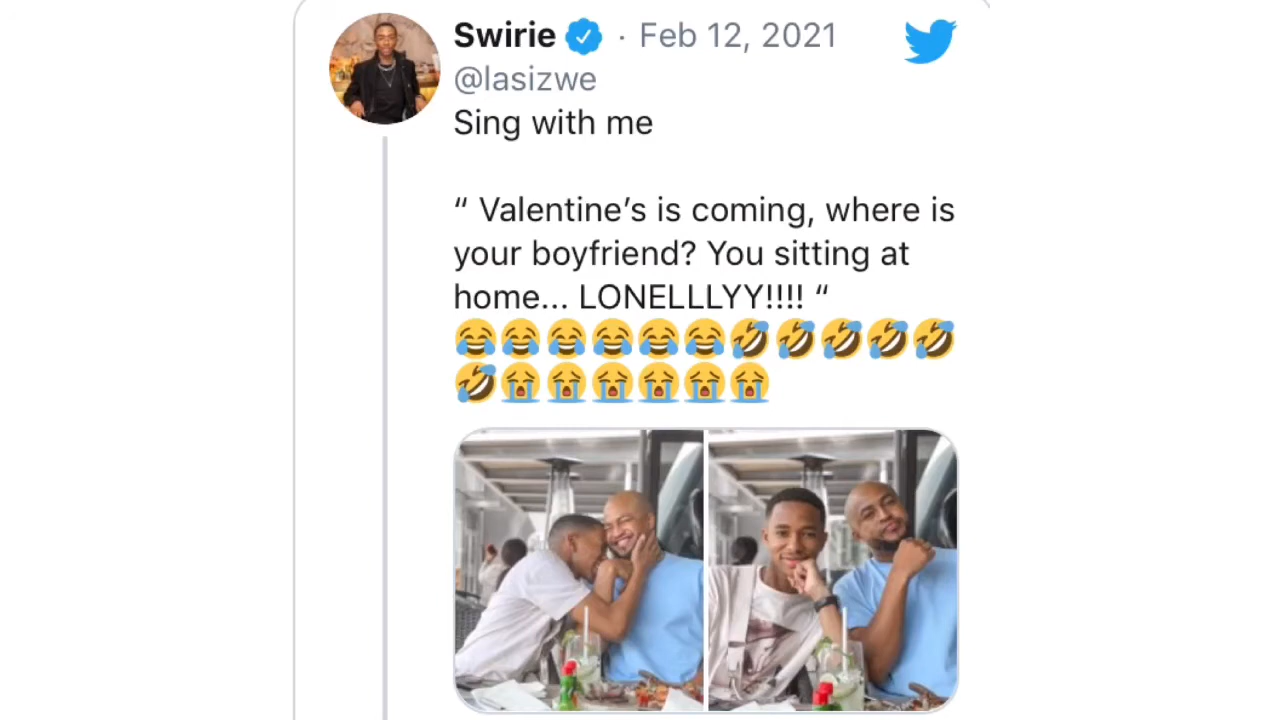 Swirie · Feb 12, 2021
@lasizwe
Sing with me
“ Valentine’s is coming, where is
your boyfriend? You sitting at
home... LONELLLYY!!!! “
😂😂😂😂😂😂🤣🤣🤣🤣🤣
🤣😭😭😭😭😭😭